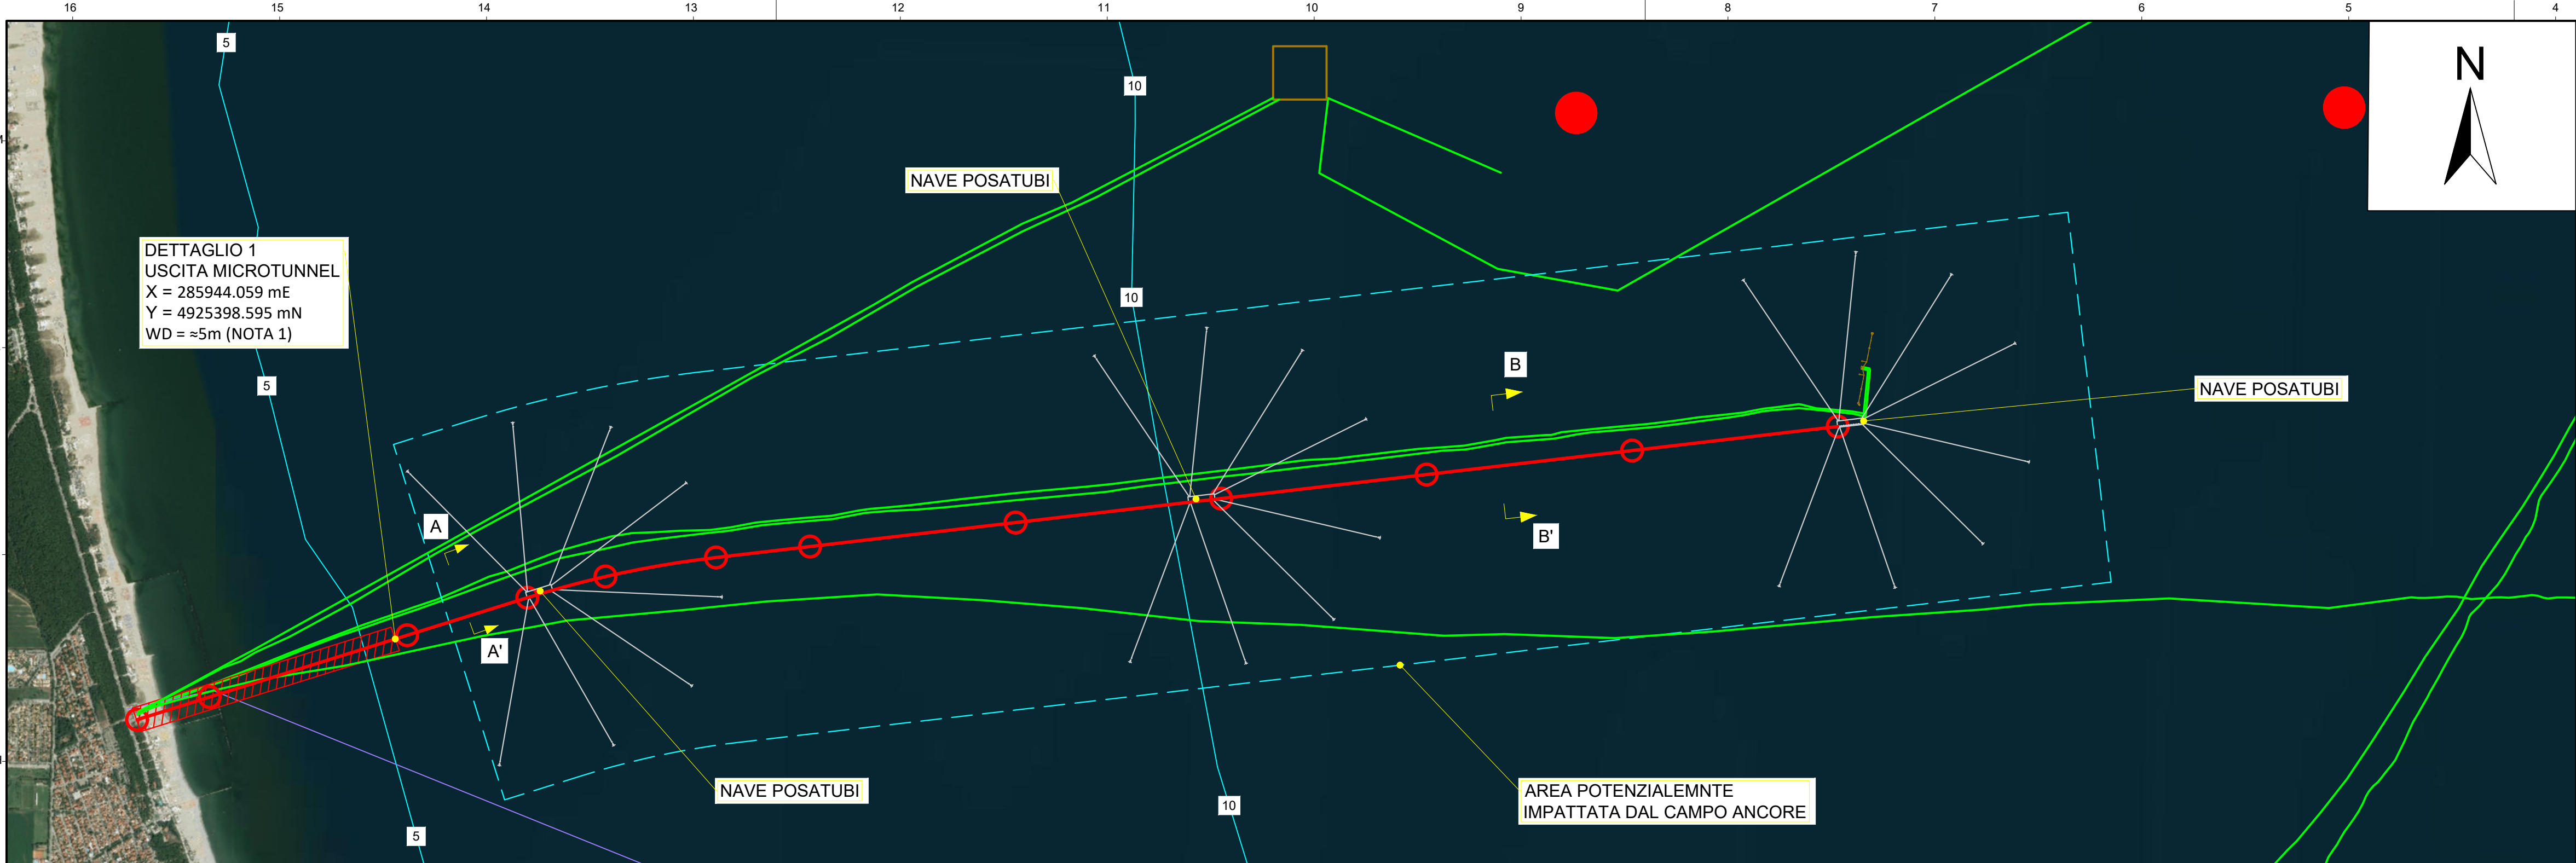 16 15 14 13 12 11 10 9 8 7 6 5 4
N
5
10
NAVE POSATUBI
DETTAGLIO 1
USCITA MICROTUNNEL
X = 285944.059 mE
Y = 4925398.595 mN
WD = ≈5m (NOTA 1)
10
5
B
NAVE POSATUBI
A
B'
A'
NAVE POSATUBI
AREA POTENZIALEMNTE
IMPATTATA DAL CAMPO ANCORE
10
5